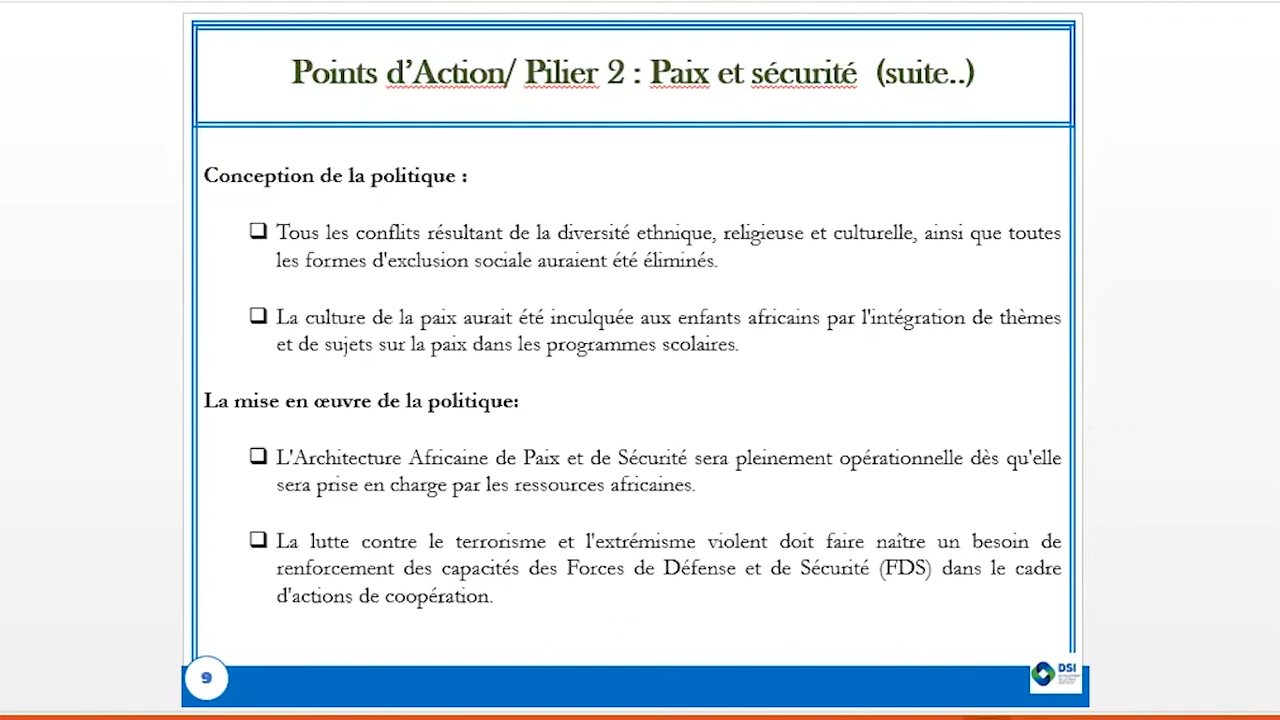 Points d’Action/ Pilier 2 : Paix et sécurité (suite..)
Conception de la politique :
Tous les conflits résultant de la diversité ethnique, religieuse et culturelle, ainsi que toutes
les formes d'exclusion sociale auraient été éliminés.
La culture de la paix aurait été inculquée aux enfants africains par l'intégration de thèmes
et de sujets sur la paix dans les programmes scolaires.
La mise en œuvre de la politique:
L'Architecture Africaine de Paix et de Sécurité sera pleinement opérationnelle dès qu'elle
sera prise en charge par les ressources africaines.
La lutte contre le terrorisme et l'extrémisme violent doit faire naître un besoin de
renforcement des capacités des Forces de Défense et de Sécurité (FDS) dans le cadre
d'actions de coopération.
9
DSI